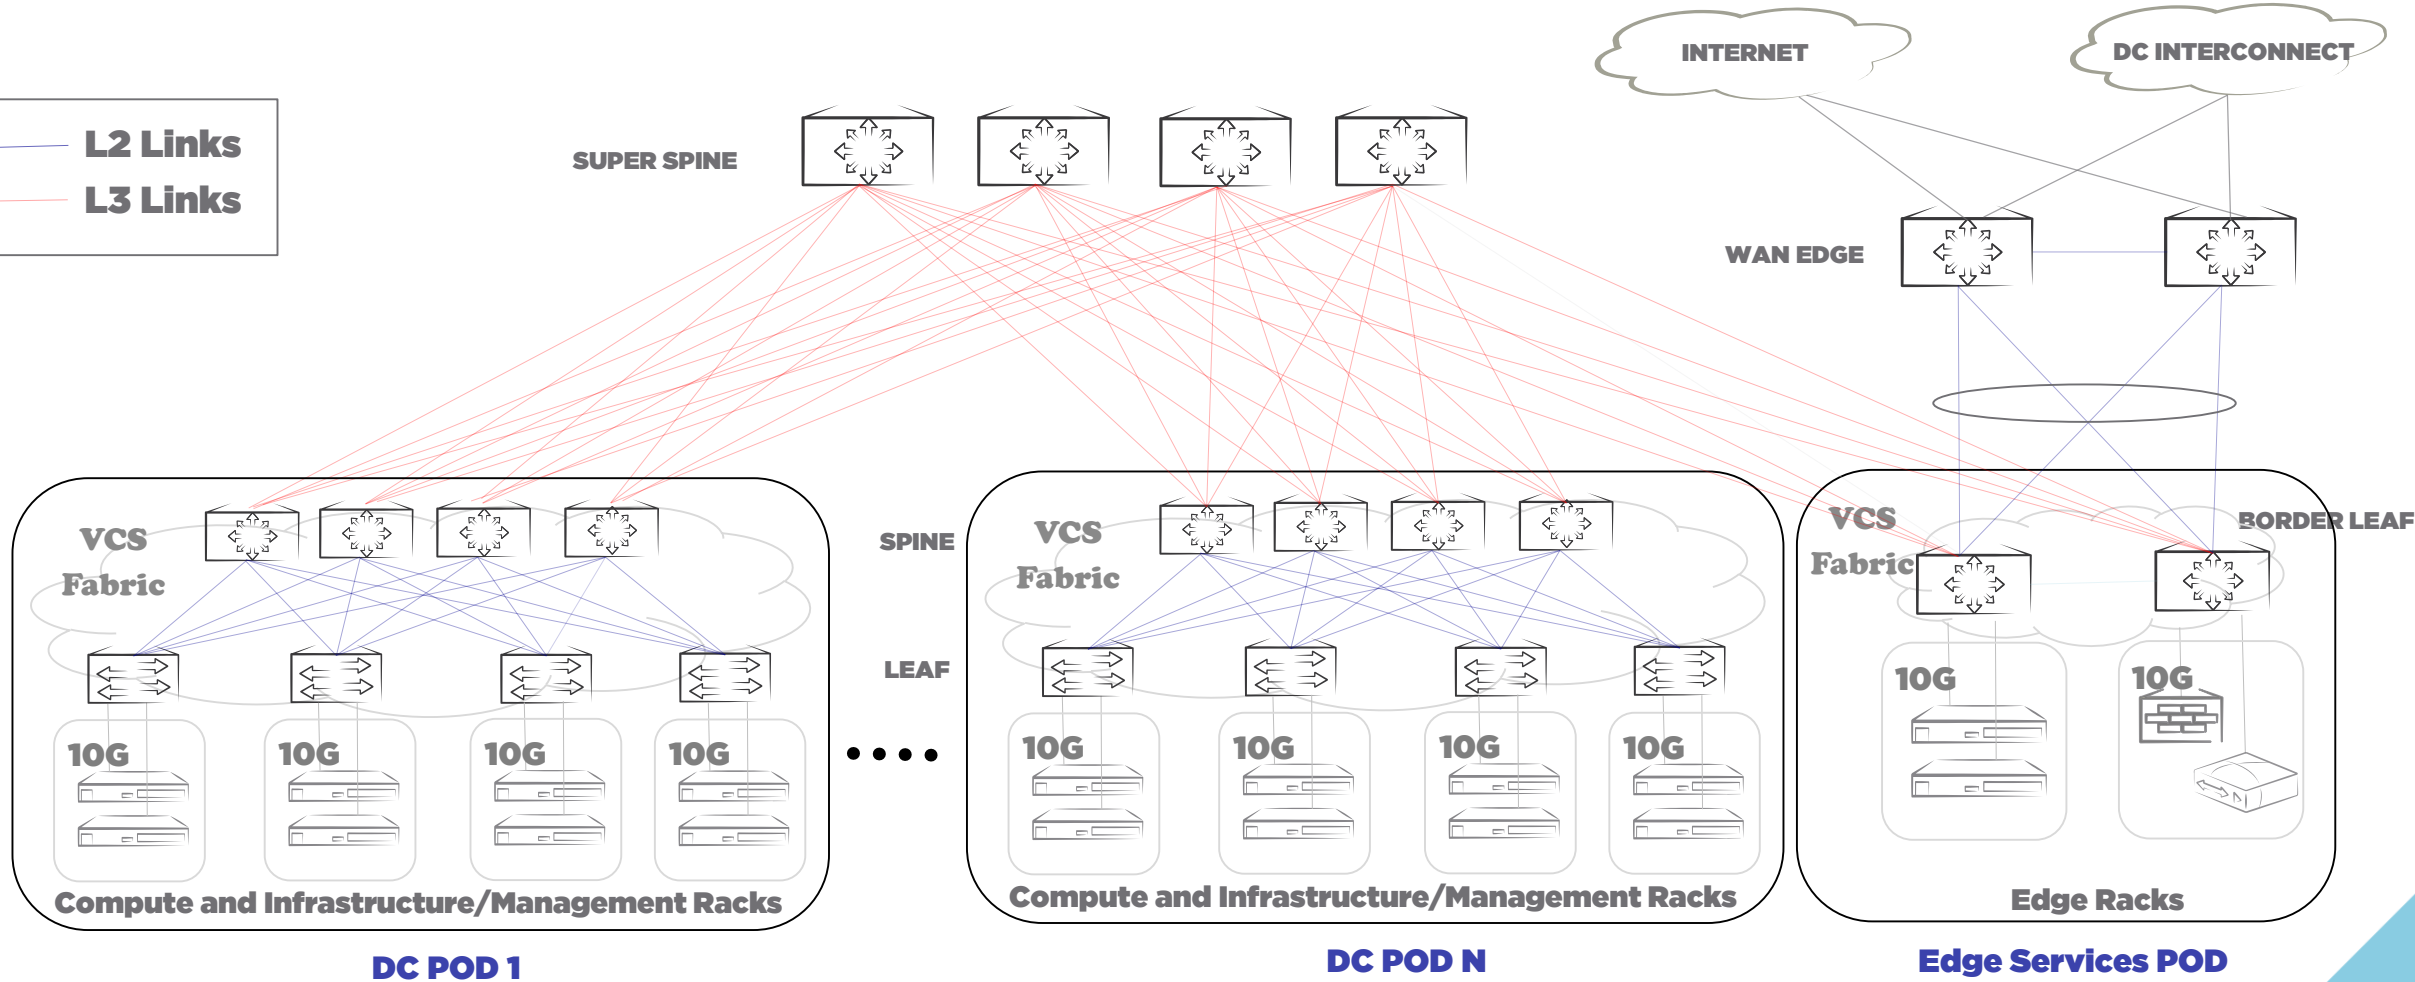 INTERNET
DC INTERCONNECT
L2 Links
L3 Links
SUPER SPINE
WAN EDGE
VCS
Fabric
SPINE
LEAF
VCS
Fabric
VCS
Fabric
BORDER LEAF
10G
10G
10G
10G
10G
10G
10G
10G
10G
10G
Compute and Infrastructure/Management Racks
Compute and Infrastructure/Management Racks
Edge Racks
DC POD 1
DC POD N
Edge Services POD